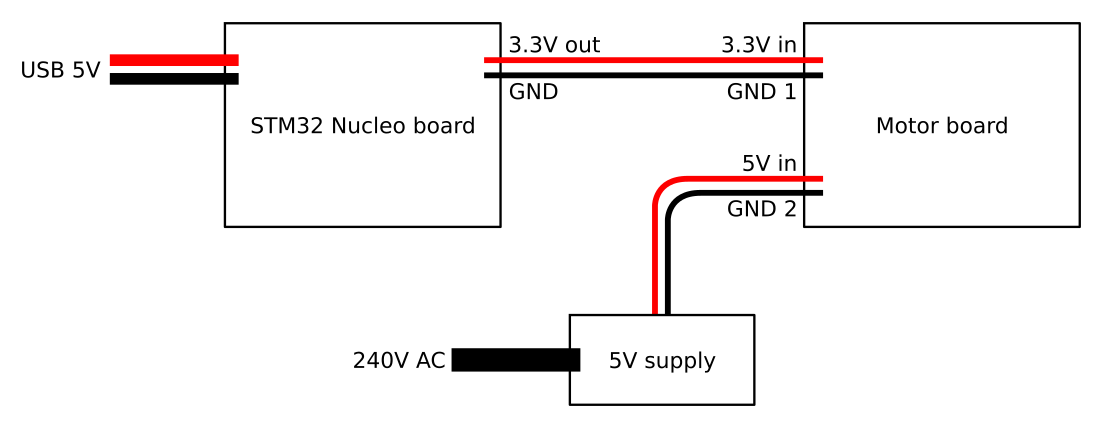 USB 5V
STM32 Nucleo board
3.3V out
GND
3.3V in
GND 1
Motor board
5V in
GND 2
240V AC
5V supply